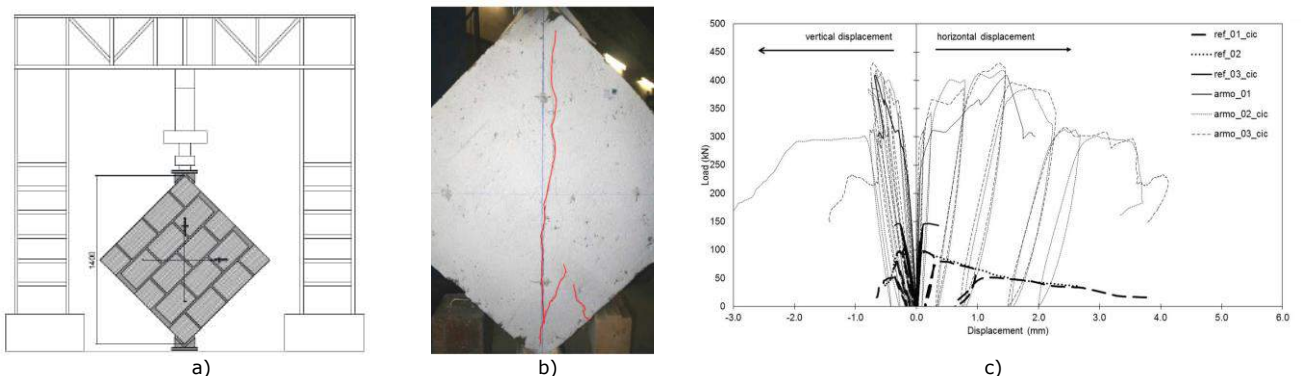 1400
a)
b)
500
450
400
350
300
250
200
150
100
50
0
Load (kN)
vertical displacement
horizontal displacement
ref_01_cic
ref_02
ref_03_cic
armo_01
armo_02_cic
armo_03_cic
-3.0 -2.0 -1.0 0.0 1.0 2.0 3.0 4.0 5.0 6.0
Displacement (mm)
c)